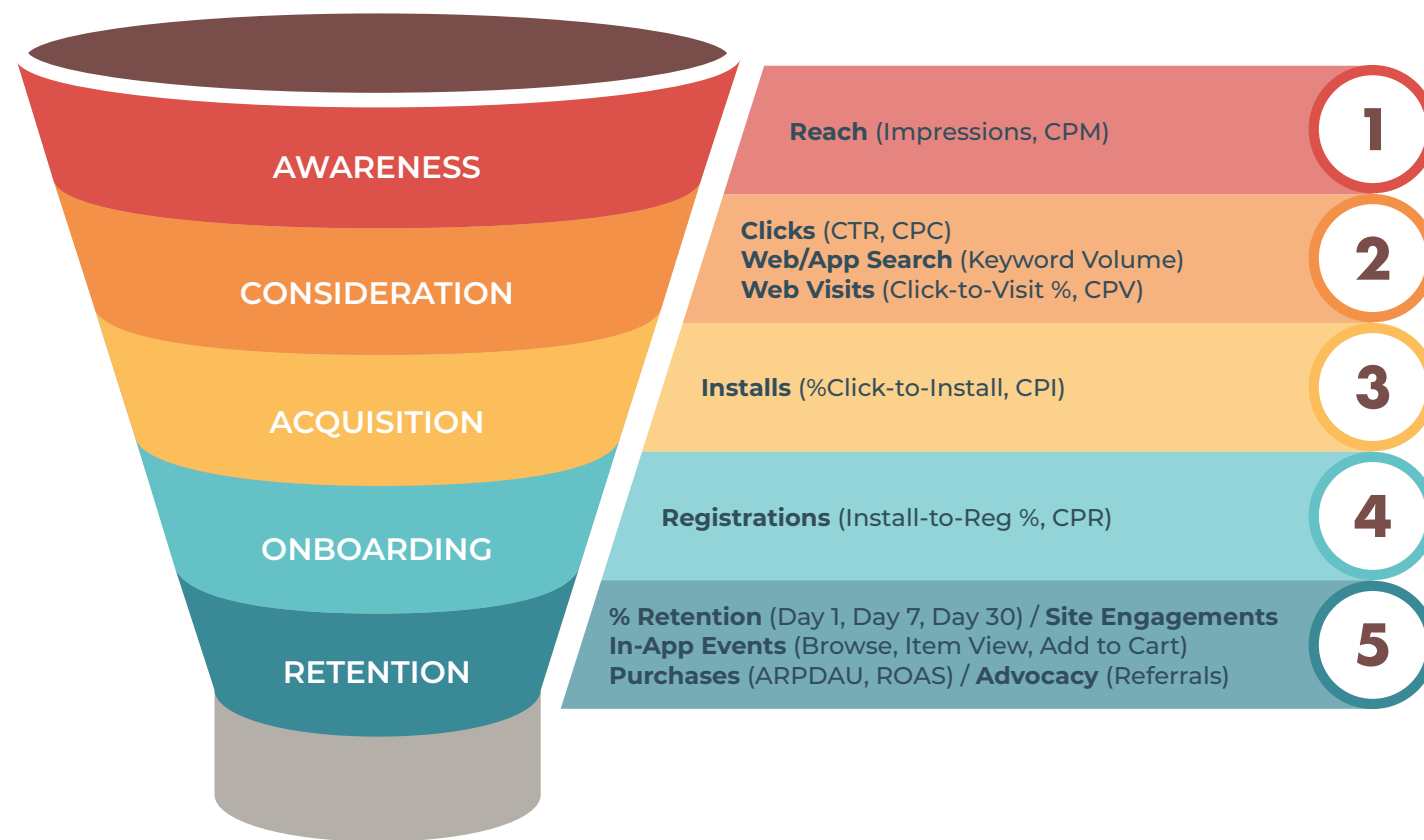 AWARENESS
Reach (Impressions, CPM)
1
CONSIDERATION
Clicks (CTR, CPC)
Web/App Search (Keyword Volume)
Web Visits (Click-to-Visit %, CPV)
2
ACQUISITION
Installs (%Click-to-Install, CPI)
3
ONBOARDING
Registrations (Install-to-Reg %, CPR)
4
RETENTION
% Retention (Day 1, Day 7, Day 30) / Site Engagements
In-App Events (Browse, Item View, Add to Cart)
Purchases (ARPDAU, ROAS) / Advocacy (Referrals)
5